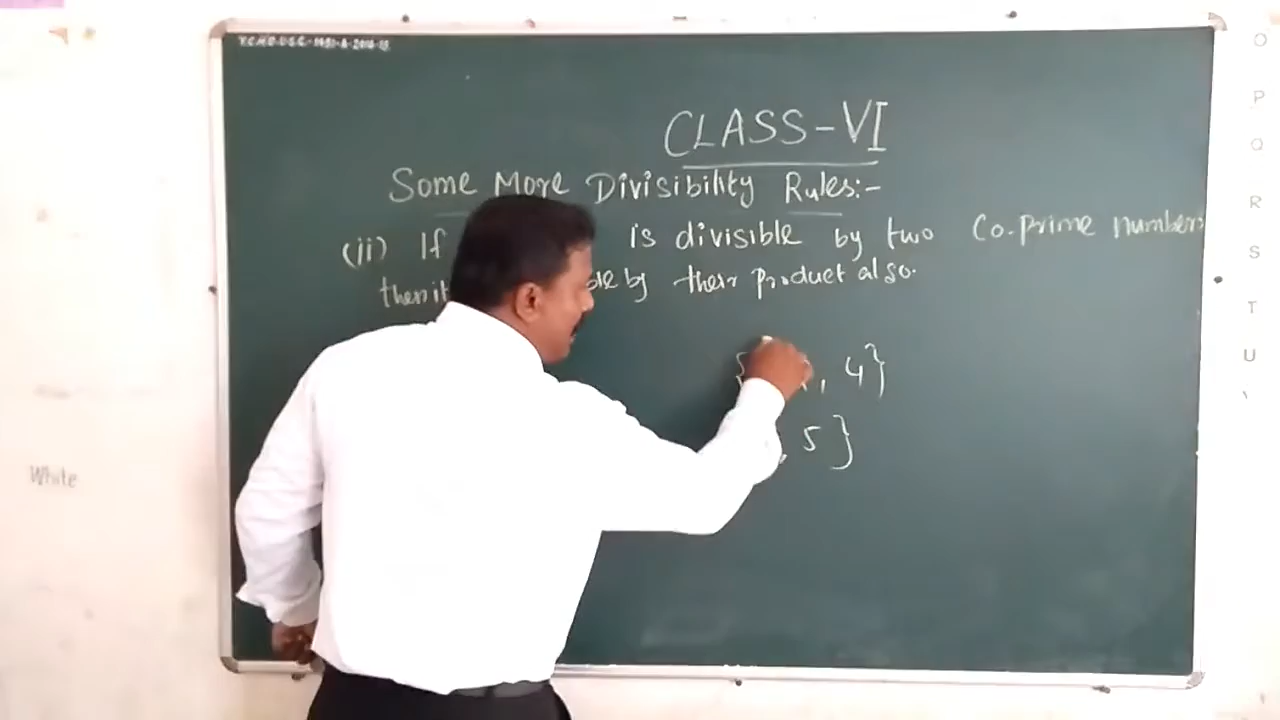 CLASS-VI
Some More Divisibility Rules:-
(ii) If is divisible by two Co-prime numbers
then it by their product also.
{ , 4}
, 5}
White
O
P
Q
R
S
T
U